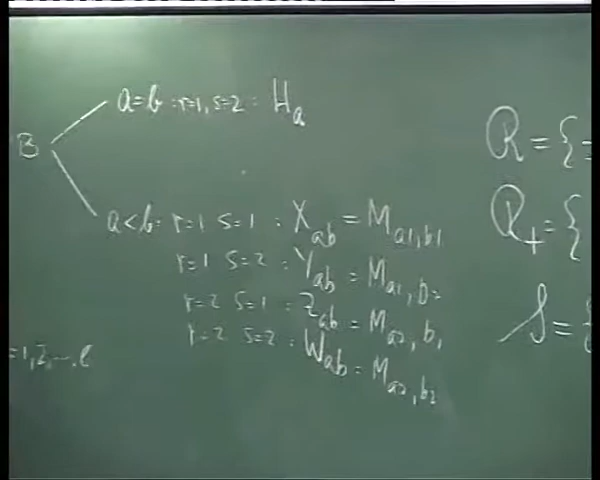 a=b : r=1, s=2 : H_a
B
R = {=
a<b : r=1 s=1 : X_ab = M_a1,b1
R_+ = {
r=1 s=2 : Y_ab = M_a1,b2
r=2 s=1 : Z_ab = M_a2,b1
S = {
r=2 s=2 : W_ab = M_a2,b2
=1,2,...,l